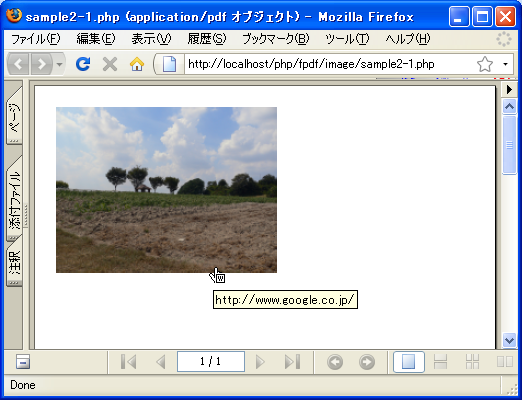 sample2-1.php (application/pdf オブジェクト) - Mozilla Firefox
ファイル(F) 編集(E) 表示(V) 履歴(S) ブックマーク(B) ツール(T) ヘルプ(H)
http://localhost/php/fpdf/image/sample2-1.php
ページ
添付ファイル
注釈
W
http://www.google.co.jp/
1 / 1
Done